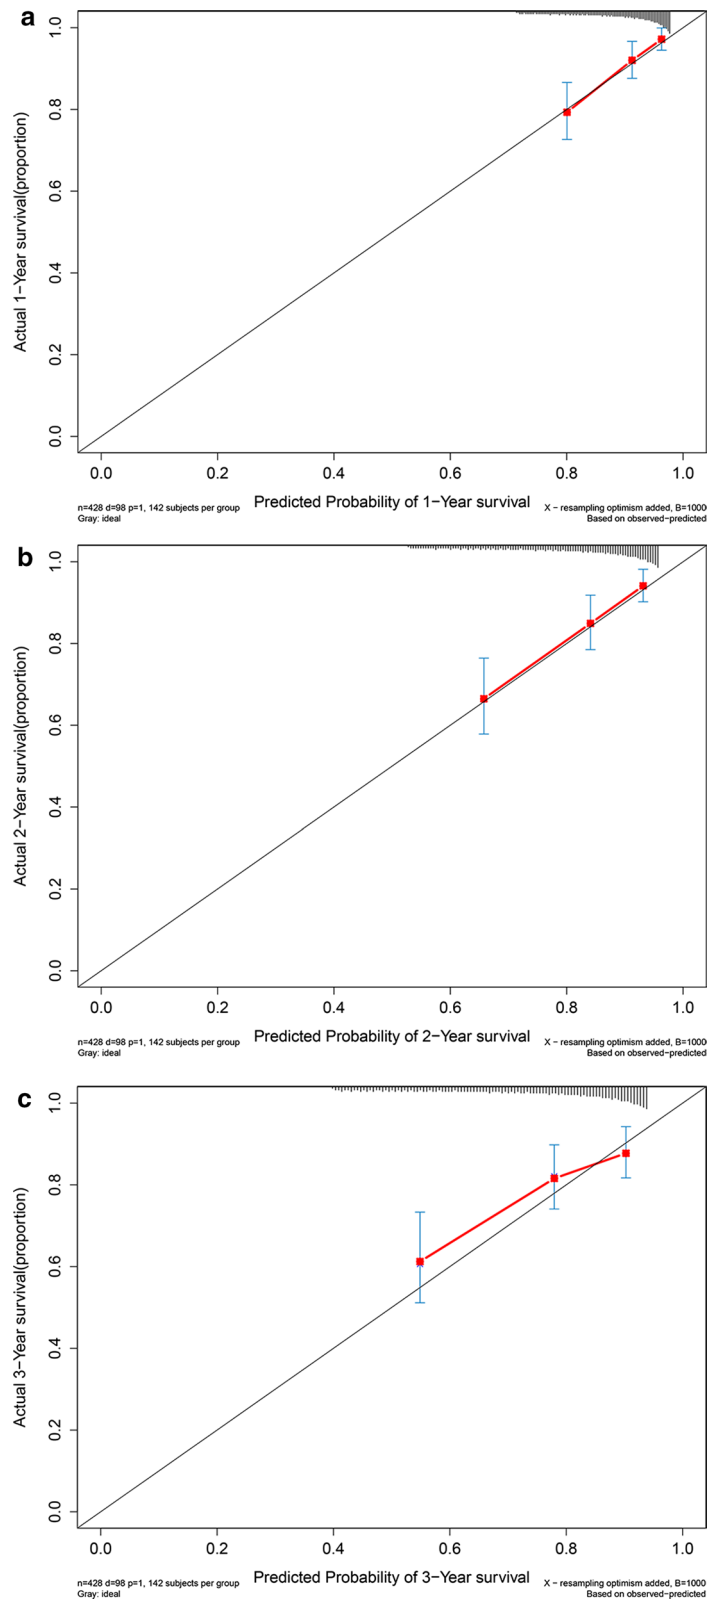 a
1.0
0.8
0.6
0.4
0.2
0.0
Actual 1−Year survival(proportion)
0.0 0.2 0.4 0.6 0.8 1.0
Predicted Probability of 1−Year survival
n=428 d=98 p=1, 142 subjects per group
Gray: ideal
X − resampling optimism added, B=1000
Based on observed−predicted
b
1.0
0.8
0.6
0.4
0.2
0.0
Actual 2−Year survival(proportion)
0.0 0.2 0.4 0.6 0.8 1.0
Predicted Probability of 2−Year survival
n=428 d=98 p=1, 142 subjects per group
Gray: ideal
X − resampling optimism added, B=1000
Based on observed−predicted
c
1.0
0.8
0.6
0.4
0.2
0.0
Actual 3−Year survival(proportion)
0.0 0.2 0.4 0.6 0.8 1.0
Predicted Probability of 3−Year survival
n=428 d=98 p=1, 142 subjects per group
Gray: ideal
X − resampling optimism added, B=1000
Based on observed−predicted